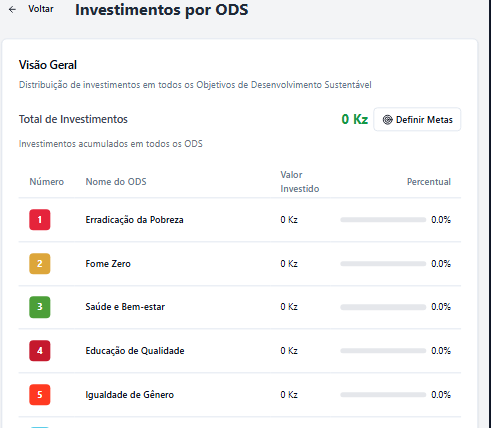 Voltar
Investimentos por ODS
Visão Geral
Distribuição de investimentos em todos os Objetivos de Desenvolvimento Sustentável
Total de Investimentos
0 Kz
Definir Metas
Investimentos acumulados em todos os ODS
Número
Nome do ODS
Valor
Investido
Percentual
1 Erradicação da Pobreza 0 Kz 0.0%
2 Fome Zero 0 Kz 0.0%
3 Saúde e Bem-estar 0 Kz 0.0%
4 Educação de Qualidade 0 Kz 0.0%
5 Igualdade de Gênero 0 Kz 0.0%